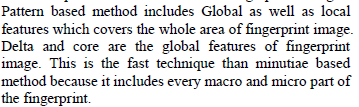 Pattern based method includes Global as well as local
features which covers the whole area of fingerprint image.
Delta and core are the global features of fingerprint
image. This is the fast technique than minutiae based
method because it includes every macro and micro part of
the fingerprint.